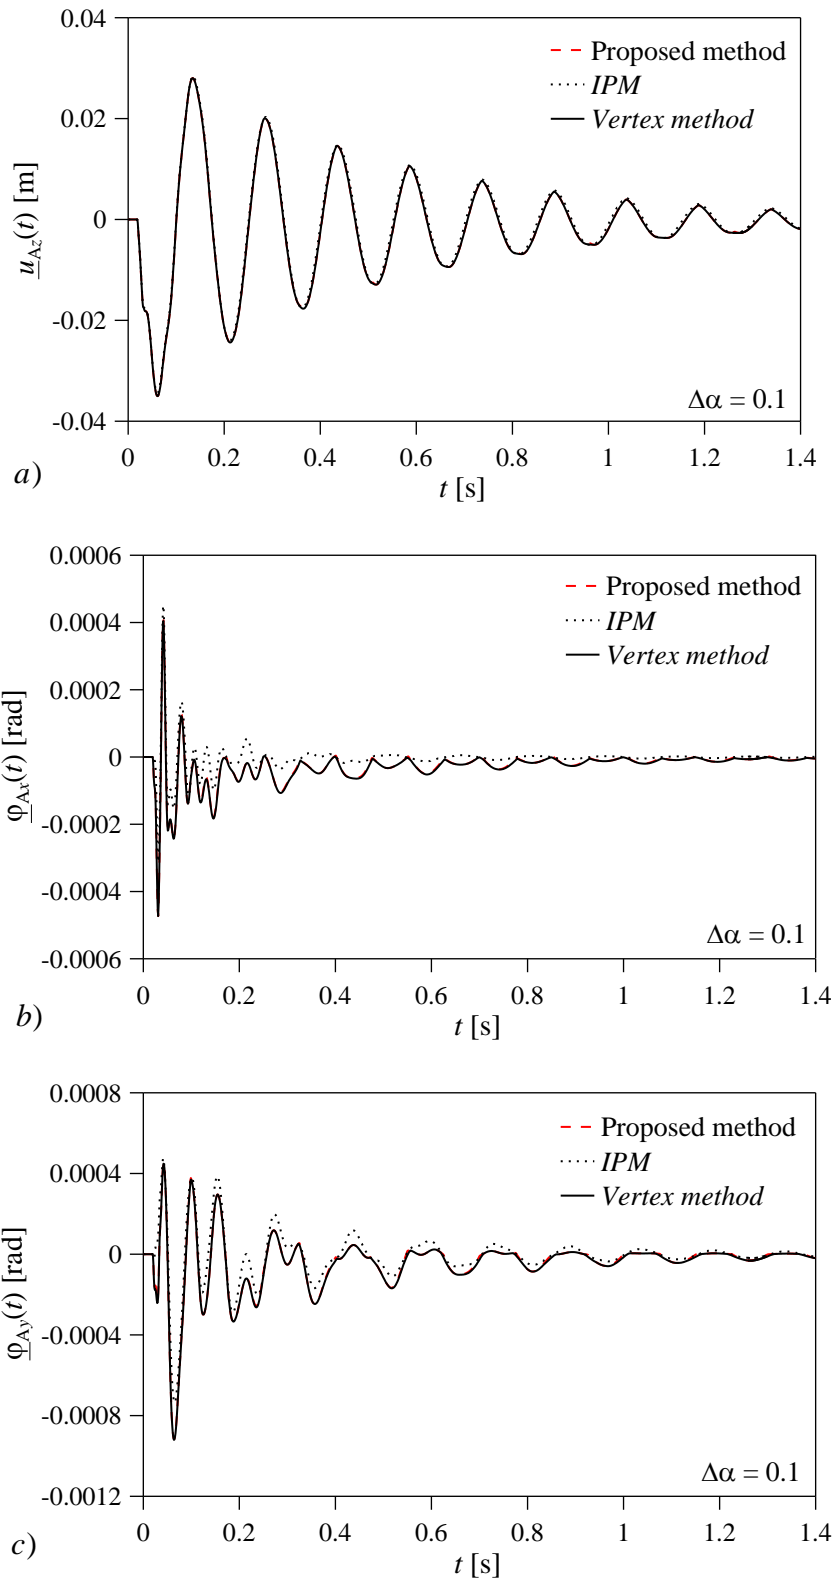 0.04
0.02
0
-0.02
-0.04
u_Az(t) [m]
Proposed method
IPM
Vertex method
Δα = 0.1
0 0.2 0.4 0.6 0.8 1 1.2 1.4
t [s]
a)
0.0006
0.0004
0.0002
0
-0.0002
-0.0004
-0.0006
φ_Ax(t) [rad]
Proposed method
IPM
Vertex method
Δα = 0.1
0 0.2 0.4 0.6 0.8 1 1.2 1.4
t [s]
b)
0.0008
0.0004
0
-0.0004
-0.0008
-0.0012
φ_Ay(t) [rad]
Proposed method
IPM
Vertex method
Δα = 0.1
0 0.2 0.4 0.6 0.8 1 1.2 1.4
t [s]
c)